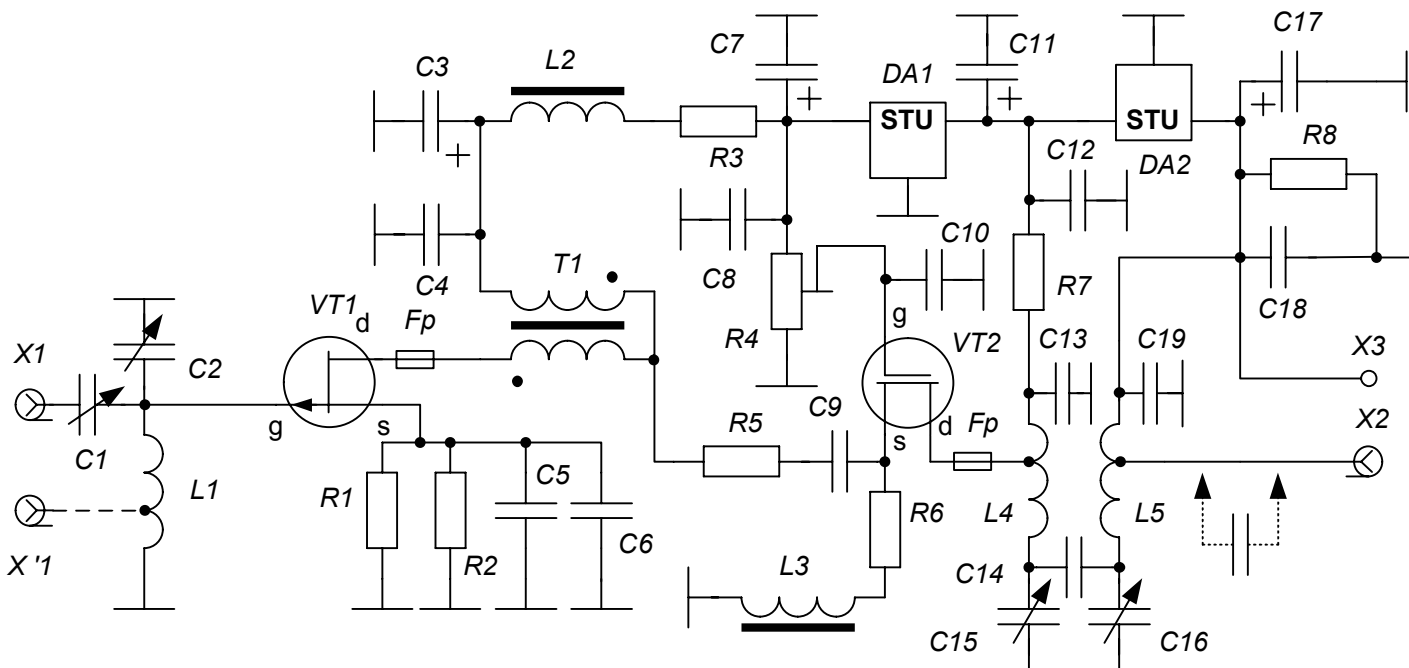 C17
C7
C11
C3
L2
DA1
STU
STU
R8
R3
C12
DA2
C4
T1
C8
C10
R7
C18
VT1
d
Fp
R4
g
VT2
C13
C19
X3
X1
C2
C9
X2
g
s
R5
s
d
Fp
C1
L1
R1
C5
R6
L4
L5
X'1
R2
C6
L3
C14
C15
C16